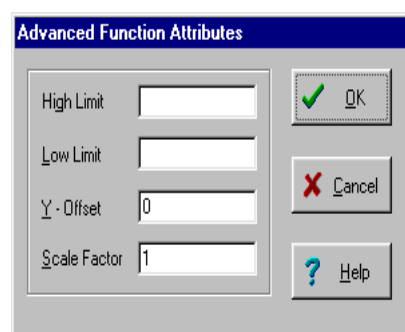 Advanced Function Attributes
High Limit
OK
Low Limit
Cancel
Y - Offset 0
Scale Factor 1
? Help